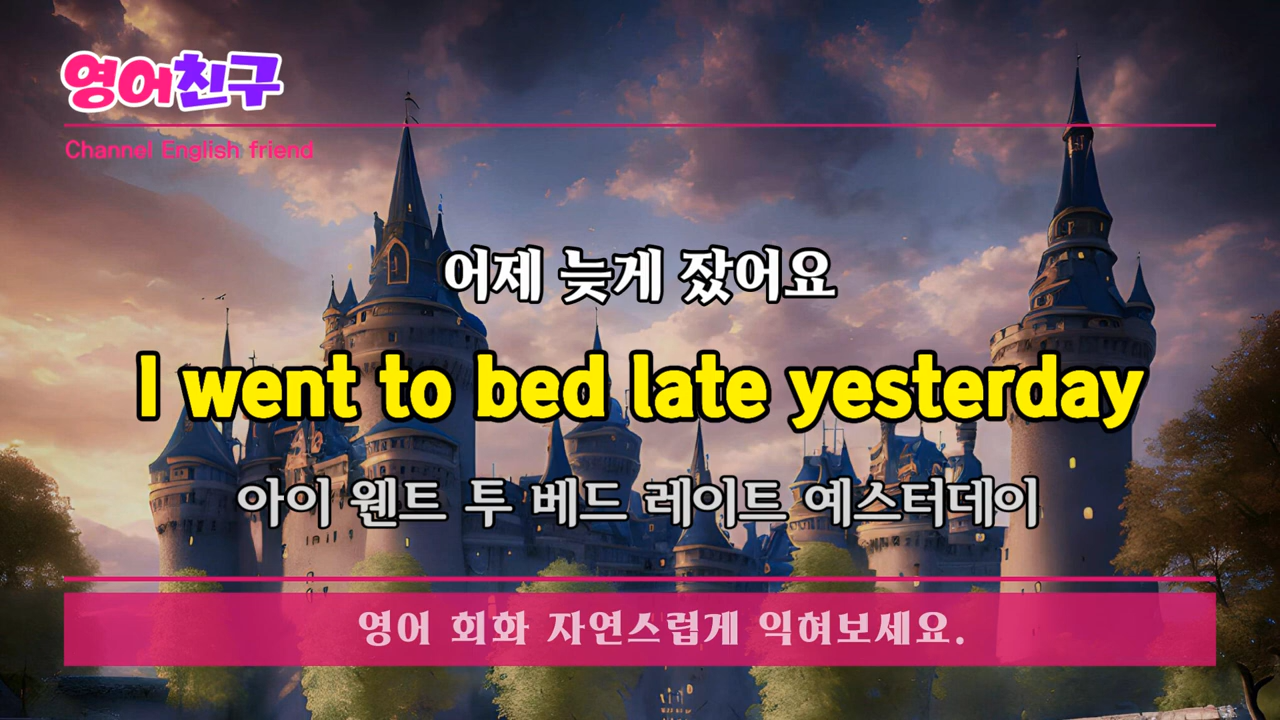 영어친구
Channel English friend
어제 늦게 잤어요
I went to bed late yesterday
아이 웬트 투 베드 레이트 예스터데이
영어 회화 자연스럽게 익혀보세요.